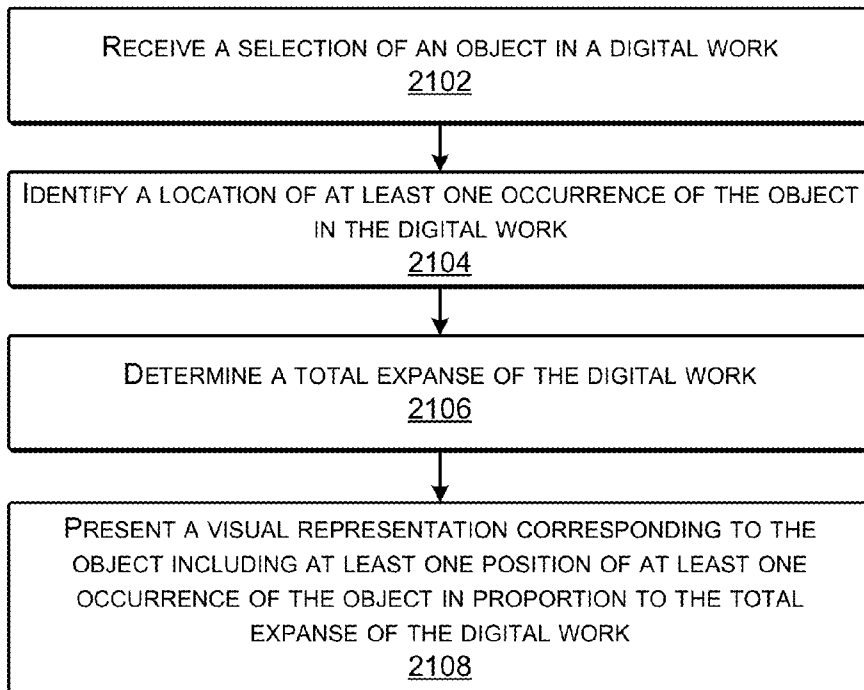 RECEIVE A SELECTION OF AN OBJECT IN A DIGITAL WORK
2102
IDENTIFY A LOCATION OF AT LEAST ONE OCCURRENCE OF THE OBJECT
IN THE DIGITAL WORK
2104
DETERMINE A TOTAL EXPANSE OF THE DIGITAL WORK
2106
PRESENT A VISUAL REPRESENTATION CORRESPONDING TO THE
OBJECT INCLUDING AT LEAST ONE POSITION OF AT LEAST ONE
OCCURRENCE OF THE OBJECT IN PROPORTION TO THE TOTAL
EXPANSE OF THE DIGITAL WORK
2108